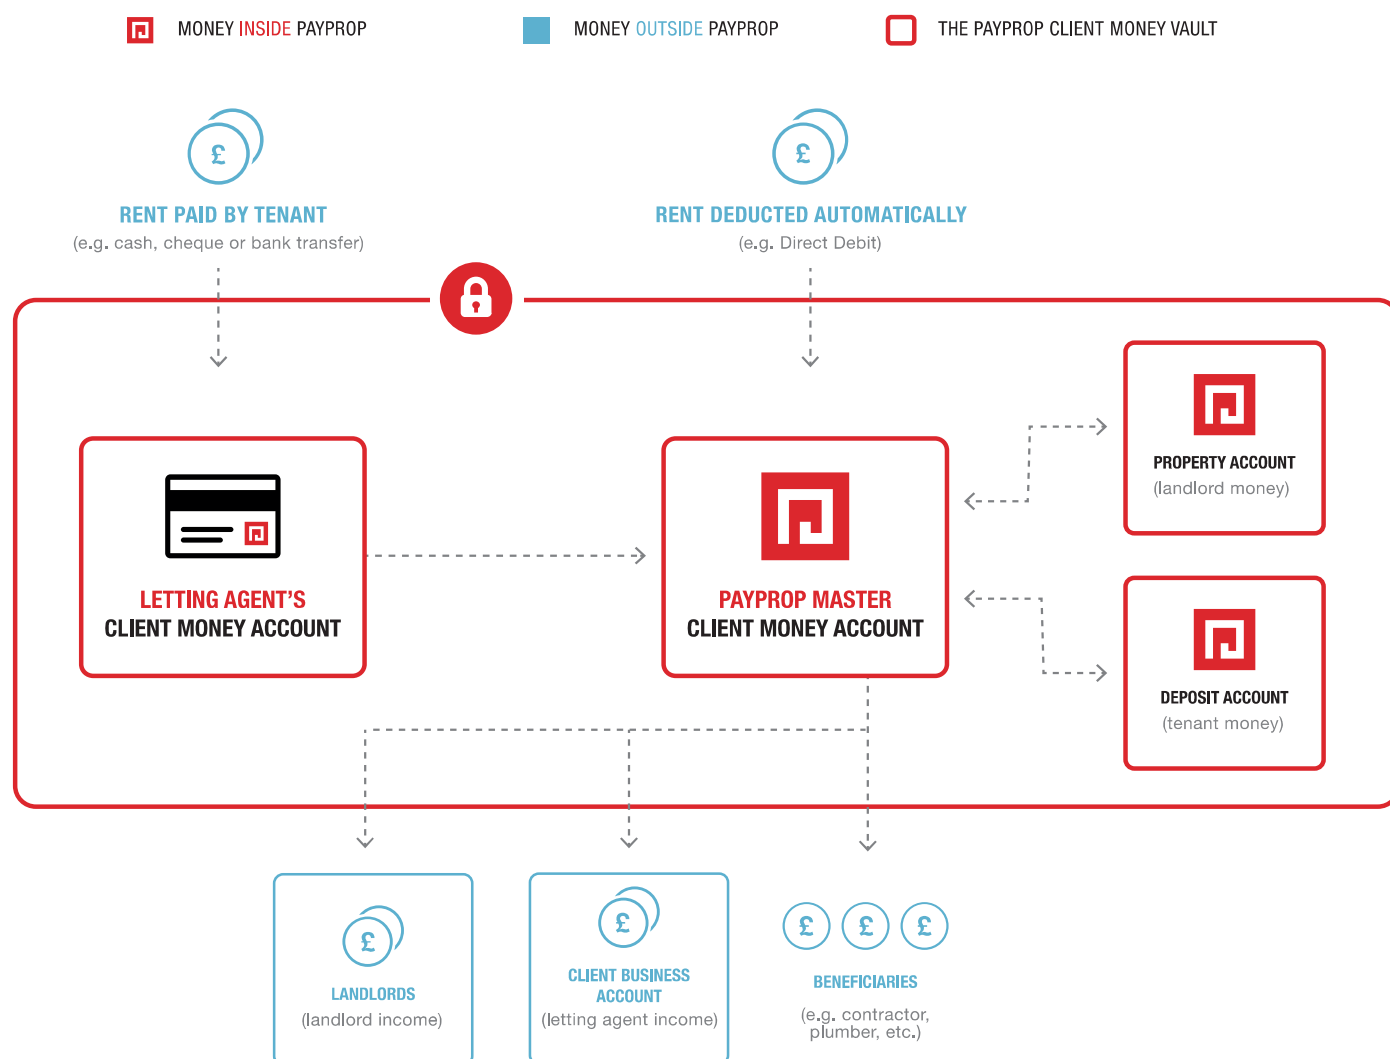 MONEY INSIDE PAYPROP
MONEY OUTSIDE PAYPROP
THE PAYPROP CLIENT MONEY VAULT
£
£
RENT PAID BY TENANT
(e.g. cash, cheque or bank transfer)
RENT DEDUCTED AUTOMATICALLY
(e.g. Direct Debit)
LETTING AGENT'S
CLIENT MONEY ACCOUNT
PAYPROP MASTER
CLIENT MONEY ACCOUNT
PROPERTY ACCOUNT
(landlord money)
DEPOSIT ACCOUNT
(tenant money)
£
LANDLORDS
(landlord income)
£
CLIENT BUSINESS
ACCOUNT
(letting agent income)
£ £ £
BENEFICIARIES
(e.g. contractor,
plumber, etc.)